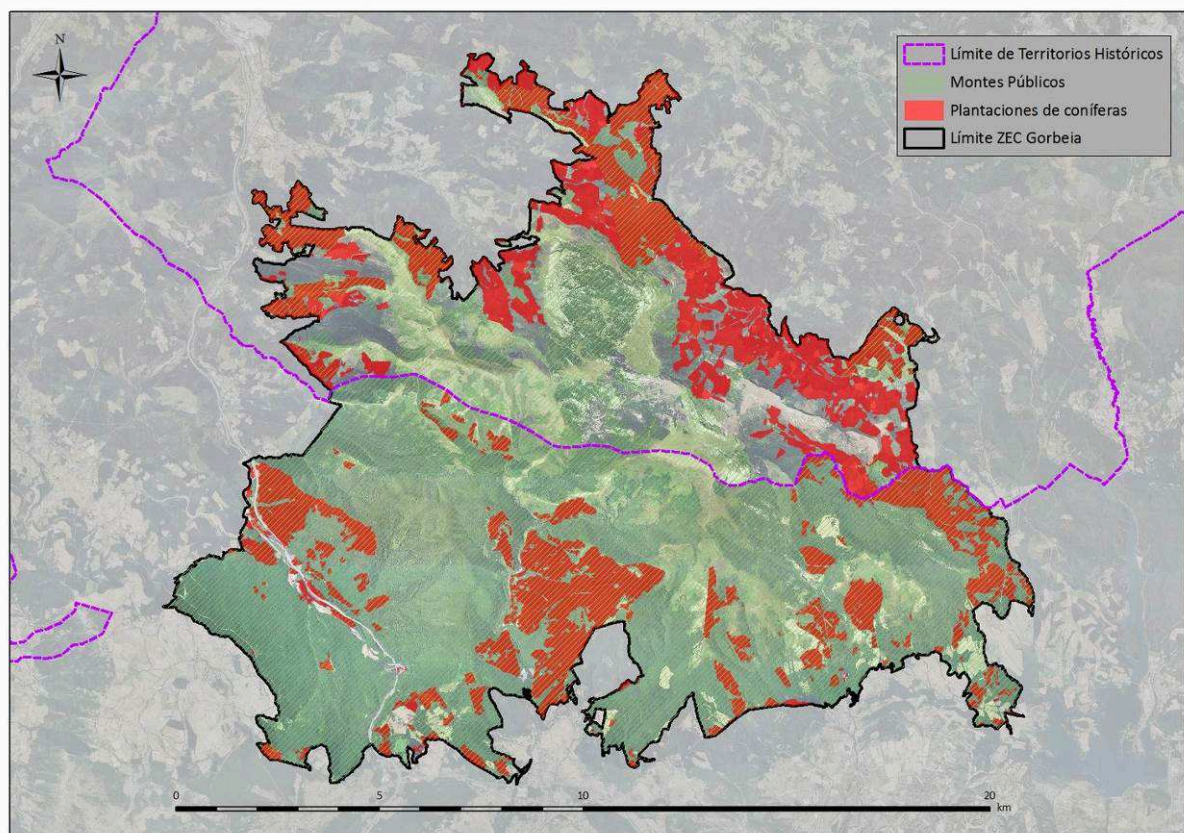 N
Límite de Territorios Históricos
Montes Públicos
Plantaciones de coníferas
Límite ZEC Gorbeia
0 5 10 20
km